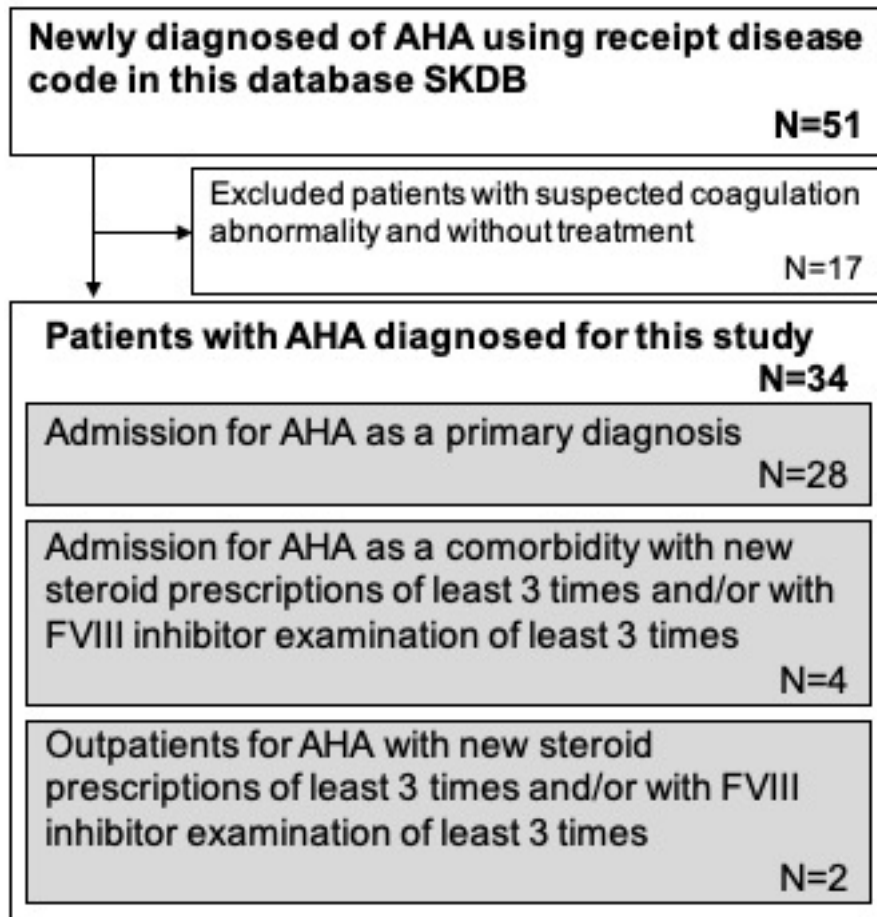 Newly diagnosed of AHA using receipt disease
code in this database SKDB
N=51
Excluded patients with suspected coagulation
abnormality and without treatment
N=17
Patients with AHA diagnosed for this study
N=34
Admission for AHA as a primary diagnosis
N=28
Admission for AHA as a comorbidity with new
steroid prescriptions of least 3 times and/or with
FVIII inhibitor examination of least 3 times
N=4
Outpatients for AHA with new steroid
prescriptions of least 3 times and/or with FVIII
inhibitor examination of least 3 times
N=2